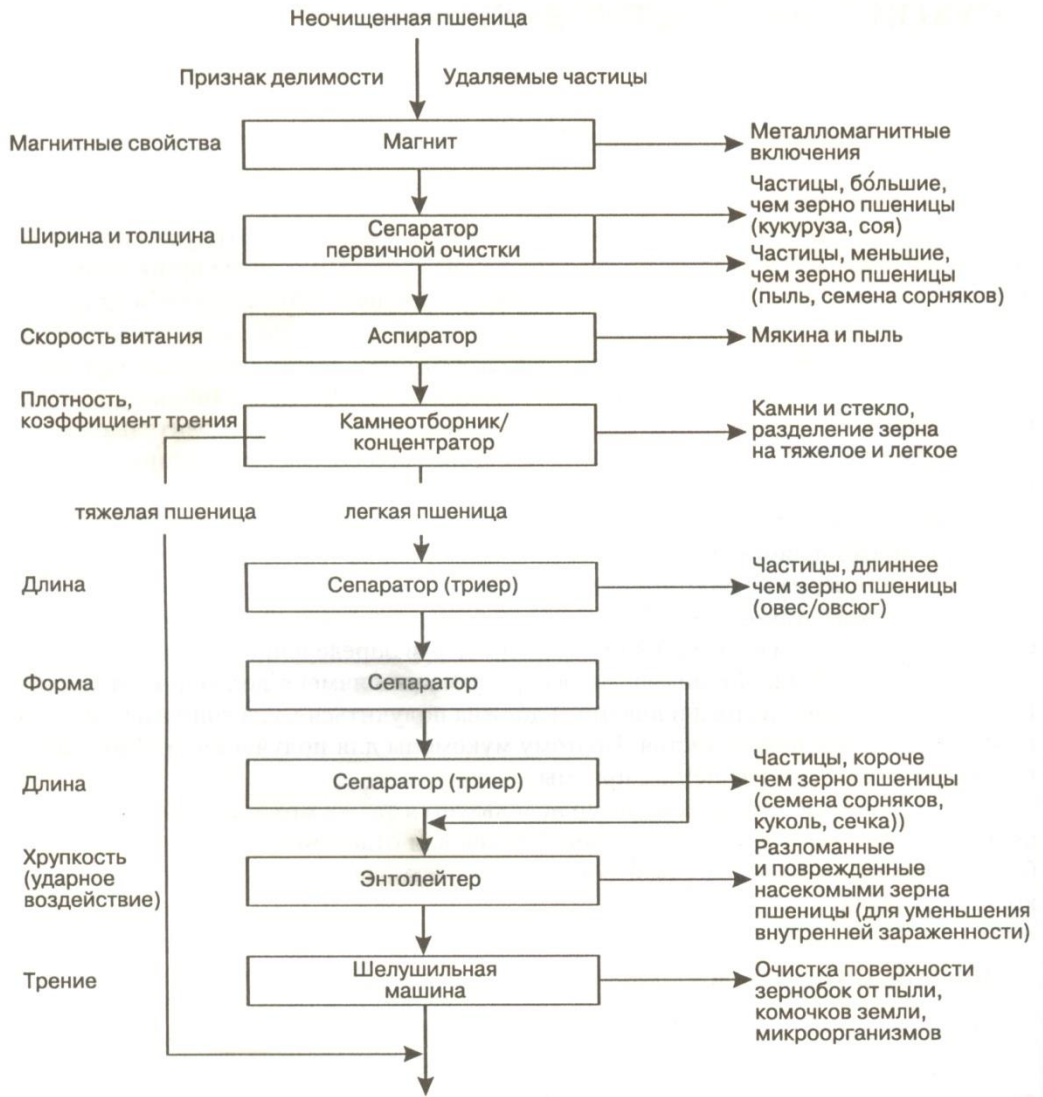 Неочищенная пшеница
Признак делимости
Удаляемые частицы
Магнитные свойства
Магнит
Металломагнитные
включения
Ширина и толщина
Сепаратор
первичной очистки
Частицы, бо́льшие,
чем зерно пшеницы
(кукуруза, соя)
Частицы, меньшие,
чем зерно пшеницы
(пыль, семена сорняков)
Скорость витания
Аспиратор
Мякина и пыль
Плотность,
коэффициент трения
Камнеотборник/
концентратор
Камни и стекло,
разделение зерна
на тяжелое и легкое
тяжелая пшеница
легкая пшеница
Длина
Сепаратор (триер)
Частицы, длиннее
чем зерно пшеницы
(овес/овсюг)
Форма
Сепаратор
Длина
Сепаратор (триер)
Частицы, короче
чем зерно пшеницы
(семена сорняков,
куколь, сечка))
Хрупкость
(ударное
воздействие)
Энтолейтер
Разломанные
и поврежденные
насекомыми зерна
пшеницы (для уменьшения
внутренней зараженности)
Трение
Шелушильная
машина
Очистка поверхности
зернобок от пыли,
комочков земли,
микроорганизмов